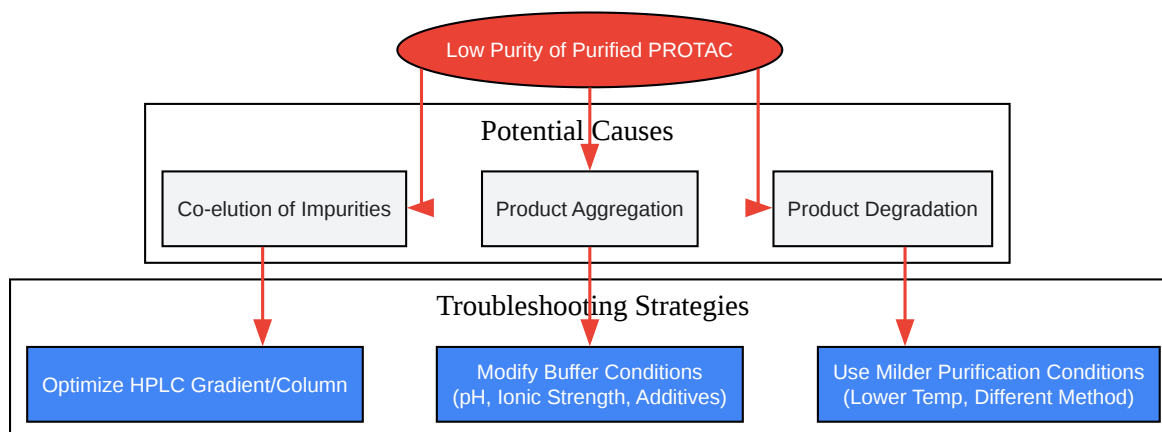 Low Purity of Purified PROTAC
Potential Causes
Co-elution of Impurities
Product Aggregation
Product Degradation
Troubleshooting Strategies
Optimize HPLC Gradient/Column
Modify Buffer Conditions
(pH, Ionic Strength, Additives)
Use Milder Purification Conditions
(Lower Temp, Different Method)